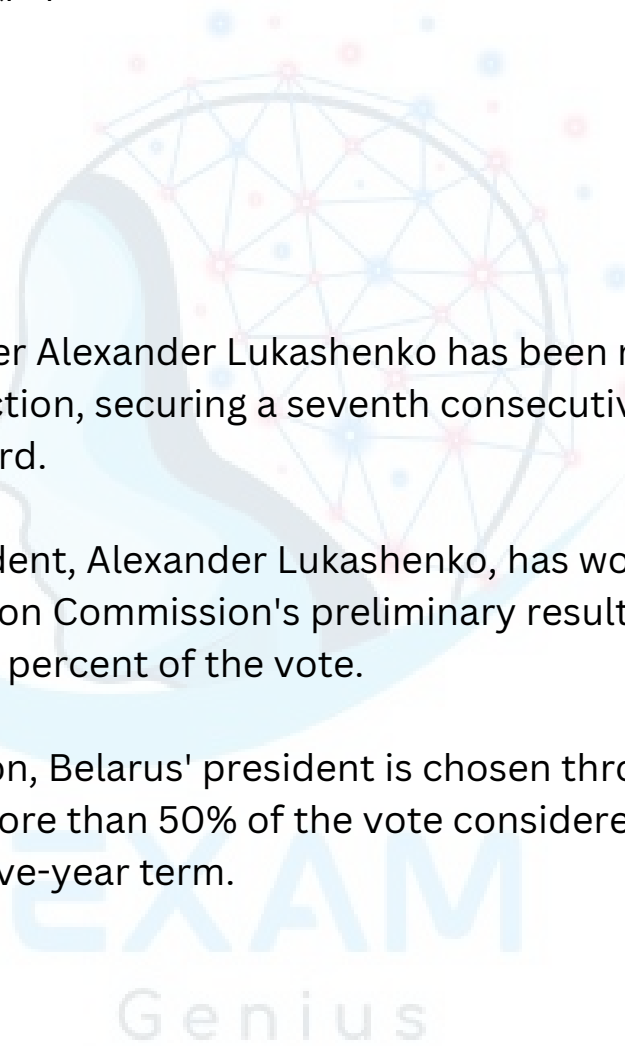 er Alexander Lukashenko has been
ction, securing a seventh consecutiv
rd.
dent, Alexander Lukashenko, has wo
on Commission's preliminary result
percent of the vote.
on, Belarus' president is chosen thro
ore than 50% of the vote considere
ve-year term.
EXAM
Genius